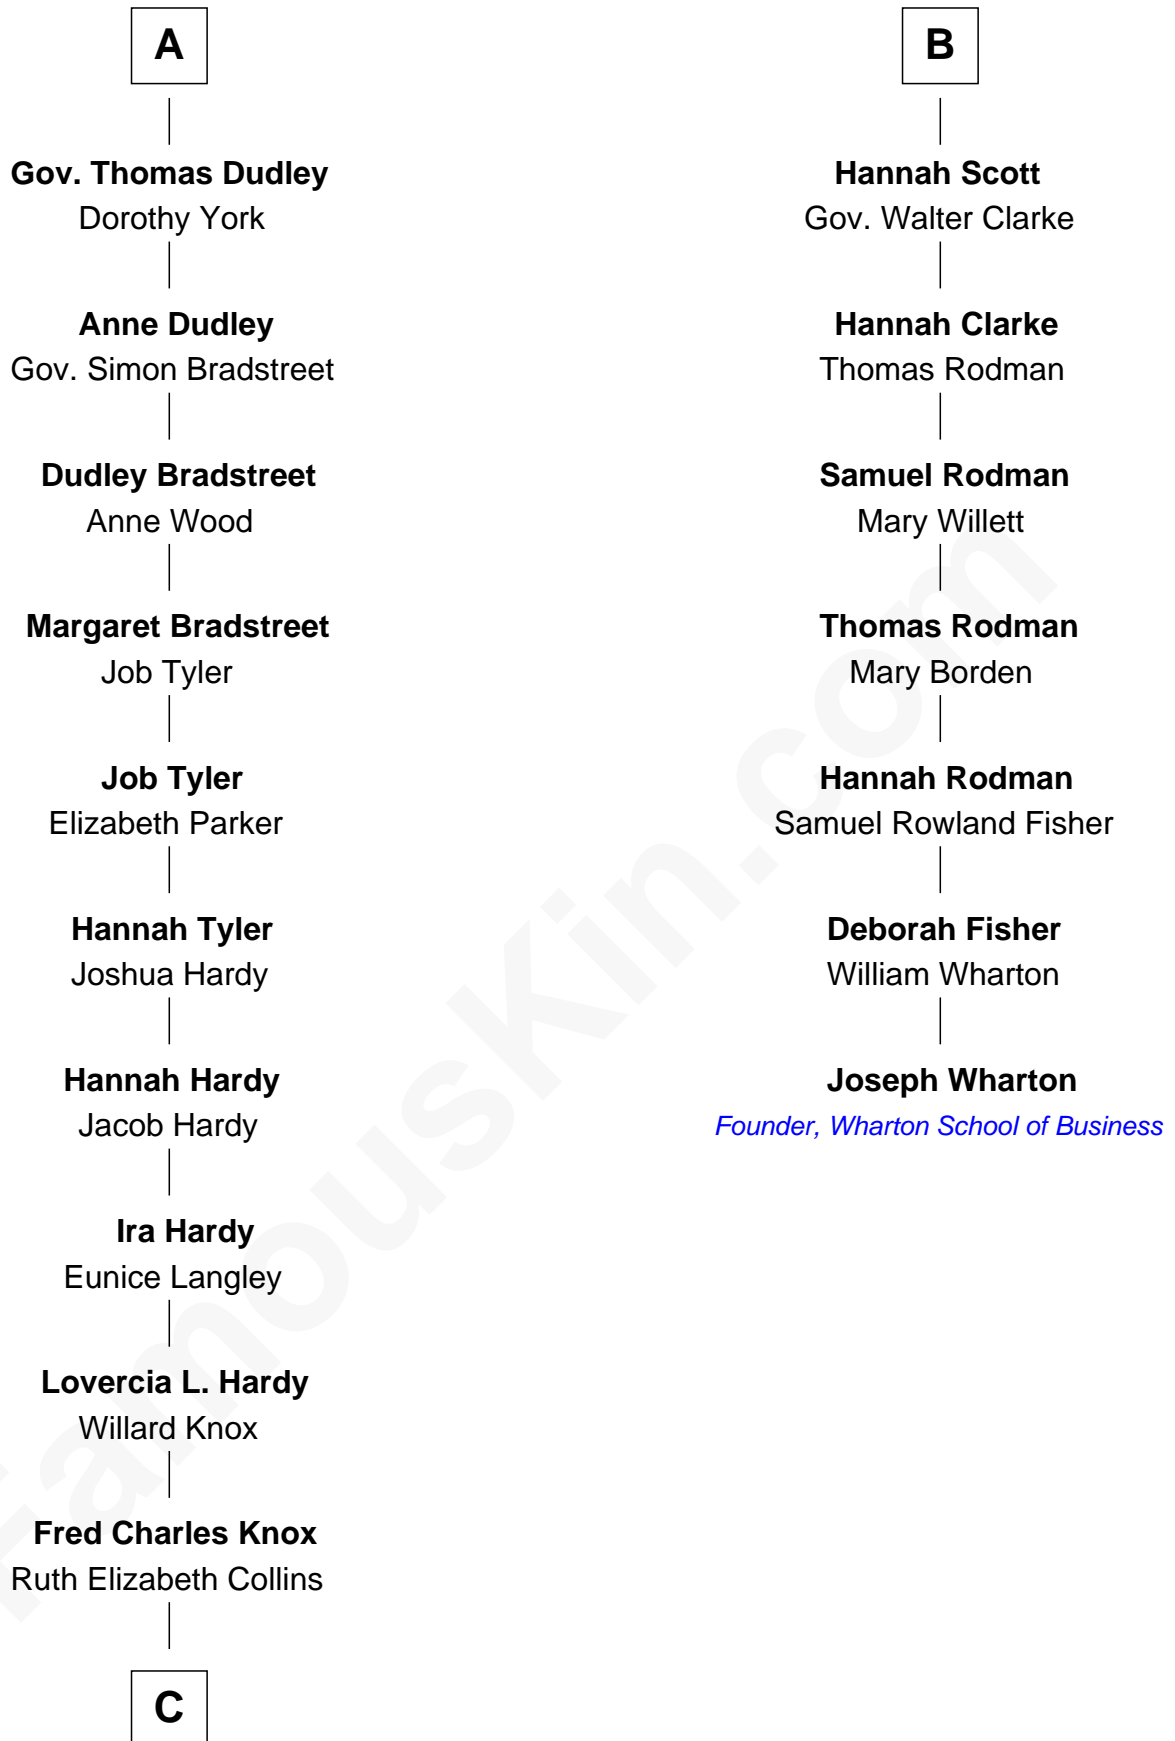 A
Gov. Thomas Dudley
Dorothy York
Anne Dudley
Gov. Simon Bradstreet
Dudley Bradstreet
Anne Wood
Margaret Bradstreet
Job Tyler
Job Tyler
Elizabeth Parker
Hannah Tyler
Joshua Hardy
Hannah Hardy
Jacob Hardy
Ira Hardy
Eunice Langley
Lovercia L. Hardy
Willard Knox
Fred Charles Knox
Ruth Elizabeth Collins
C
B
Hannah Scott
Gov. Walter Clarke
Hannah Clarke
Thomas Rodman
Samuel Rodman
Mary Willett
Thomas Rodman
Mary Borden
Hannah Rodman
Samuel Rowland Fisher
Deborah Fisher
William Wharton
Joseph Wharton
Founder, Wharton School of Business
FamousKin.com